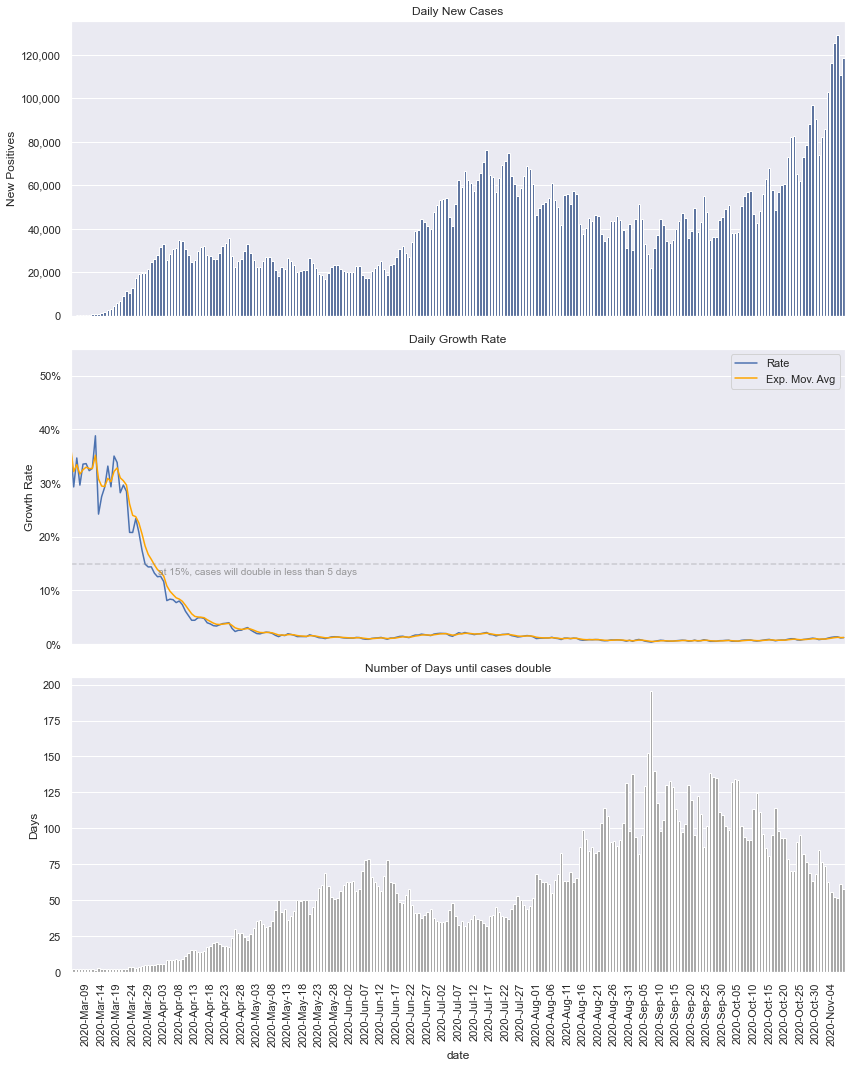 Daily New Cases
120,000
100,000
80,000
60,000
40,000
20,000
0
New Positives
Daily Growth Rate
50%
40%
30%
20%
10%
0%
Growth Rate
Rate
Exp. Mov. Avg
at 15%, cases will double in less than 5 days
Number of Days until cases double
200
175
150
125
100
75
50
25
0
Days
2020-Mar-09
2020-Mar-14
2020-Mar-19
2020-Mar-24
2020-Mar-29
2020-Apr-03
2020-Apr-08
2020-Apr-13
2020-Apr-18
2020-Apr-23
2020-Apr-28
2020-May-03
2020-May-08
2020-May-13
2020-May-18
2020-May-23
2020-May-28
2020-Jun-02
2020-Jun-07
2020-Jun-12
2020-Jun-17
2020-Jun-22
2020-Jun-27
2020-Jul-02
2020-Jul-07
2020-Jul-12
2020-Jul-17
2020-Jul-22
2020-Jul-27
2020-Aug-01
2020-Aug-06
2020-Aug-11
2020-Aug-16
2020-Aug-21
2020-Aug-26
2020-Aug-31
2020-Sep-05
2020-Sep-10
2020-Sep-15
2020-Sep-20
2020-Sep-25
2020-Sep-30
2020-Oct-05
2020-Oct-10
2020-Oct-15
2020-Oct-20
2020-Oct-25
2020-Oct-30
2020-Nov-04
date